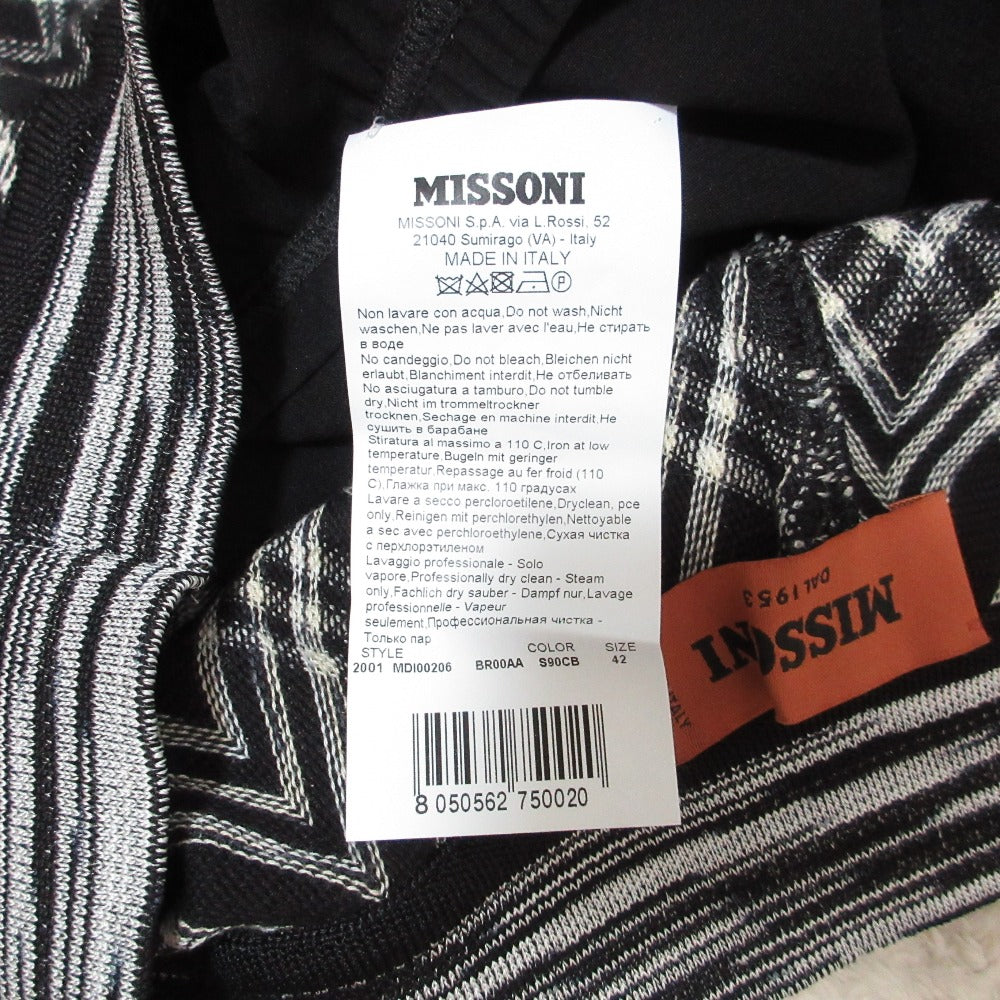 MISSONI
MISSONI S.p.A. via L.Rossi, 52
21040 Sumirago (VA) - Italy
MADE IN ITALY
P
Non lavare con acqua,Do not wash,Nicht
waschen,Ne pas laver avec l'eau,Не стирать
в воде
No candeggio,Do not bleach,Bleichen nicht
erlaubt,Blanchiment interdit,Не отбеливать
No asciugatura a tamburo,Do not tumble
dry,Nicht im trommeltrockner
trocknen,Sechage en machine interdit,Не
сушить в барабане
Stiratura al massimo a 110 C,Iron at low
temperature,Bugeln mit geringer
temperatur,Repassage au fer froid (110
C),Глажка при макс. 110 градусах
Lavare a secco percloroetilene,Dryclean, pce
only,Reinigen mit perchlorethylen,Nettoyable
a sec avec perchloroethylene,Сухая чистка
с перхлорэтиленом
Lavaggio professionale - Solo
vapore,Professionally dry clean - Steam
only,Fachlich dry sauber - Dampf nur,Lavage
professionnelle - Vapeur
seulement,Профессиональная чистка -
Только пар
STYLE COLOR SIZE
2001 MDI00206 BR00AA S90CB 42
8 050562 750020
MISSONI
DAL 1953
ITALY